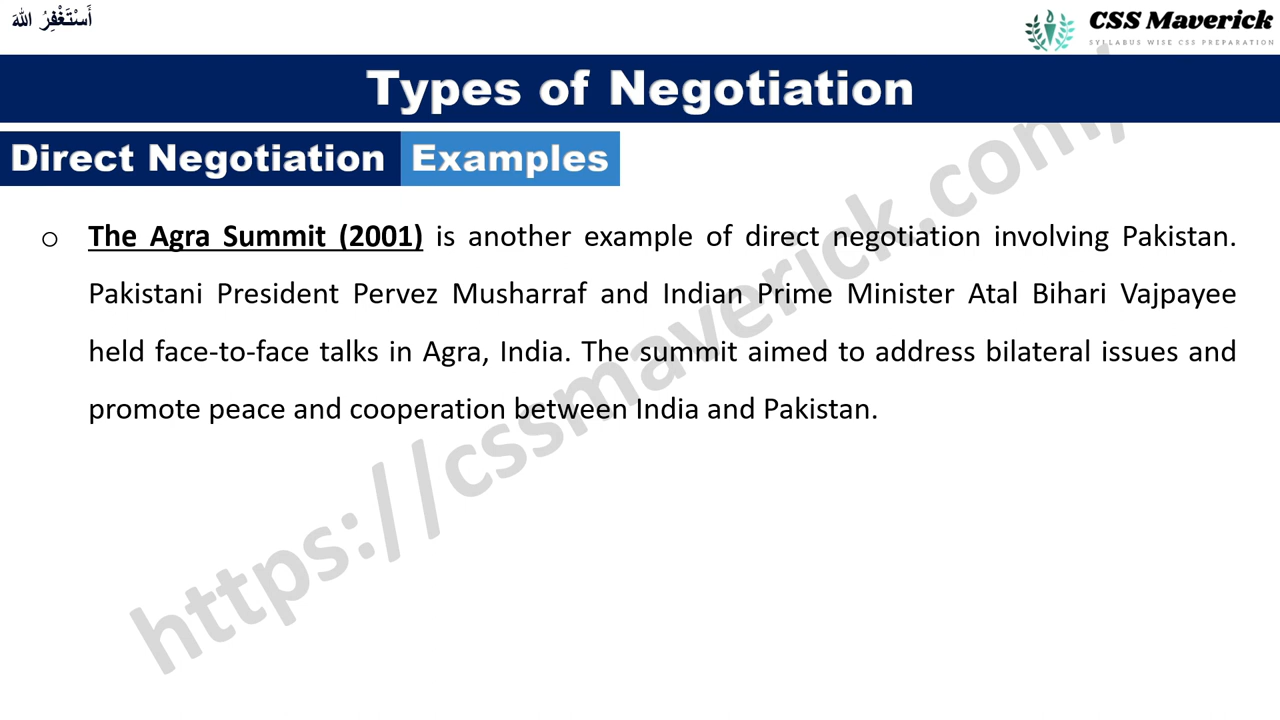 أَسْتَغْفِرُ اللهَ
CSS Maverick
SYLLABUS WISE CSS PREPARATION
Types of Negotiation
Direct Negotiation Examples
o The Agra Summit (2001) is another example of direct negotiation involving Pakistan.
Pakistani President Pervez Musharraf and Indian Prime Minister Atal Bihari Vajpayee
held face-to-face talks in Agra, India. The summit aimed to address bilateral issues and
promote peace and cooperation between India and Pakistan.
https://cssmaverick.com/